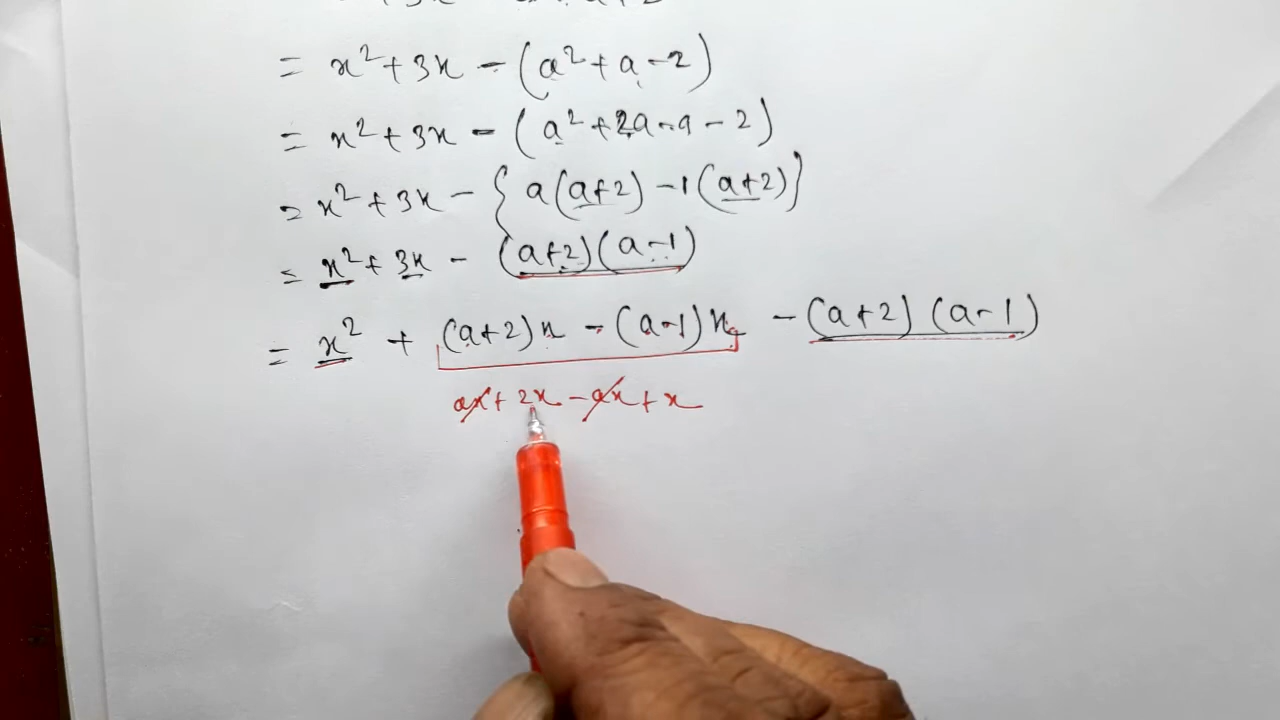 = x² + 3x - (a² + a - 2)
= x² + 3x - (a² + 2a - a - 2)
= x² + 3x - {a(a+2) - 1(a+2)}
= x² + 3x - (a+2)(a-1)
= x² + (a+2)x - (a-1)x - (a+2)(a-1)
ax + 2x - ax + x